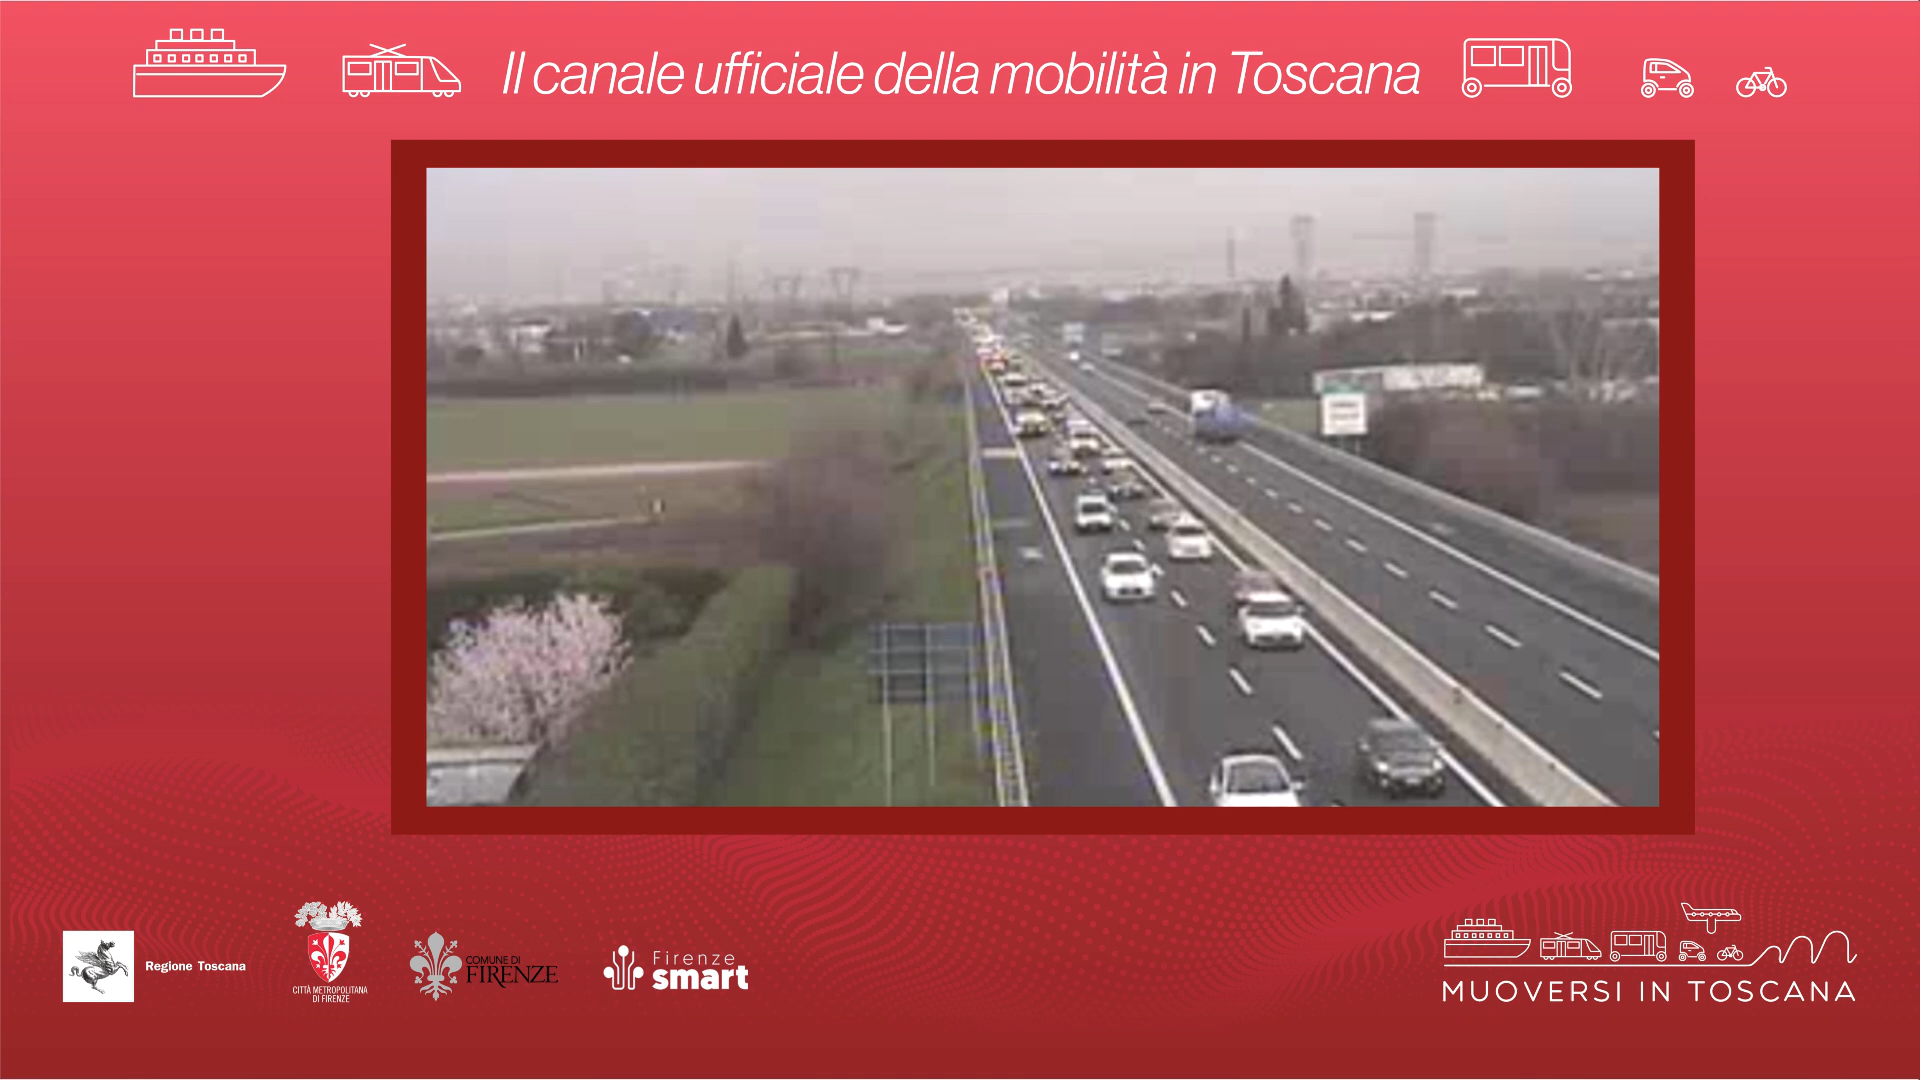 Il canale ufficiale della mobilità in Toscana
Regione Toscana
CITTÀ METROPOLITANA
DI FIRENZE
COMUNE DI
FIRENZE
Firenze
smart
MUOVERSI IN TOSCANA